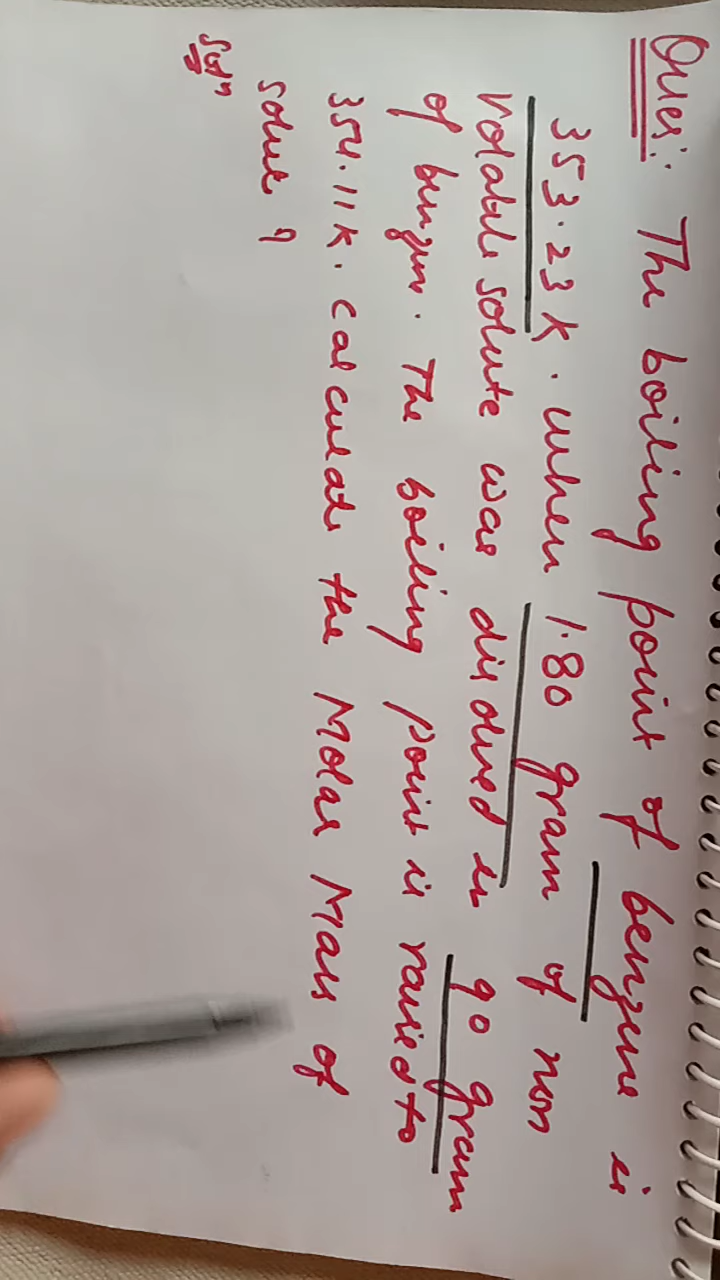 Ques:- The boiling point of benzene is
353.23 K. when 1.80 gram of non
volatile solute was dissolved in 90 gram
of benzene. The boiling point is raised to
354.11 K. calculate the Molar Mass of
solute ?
Solⁿ